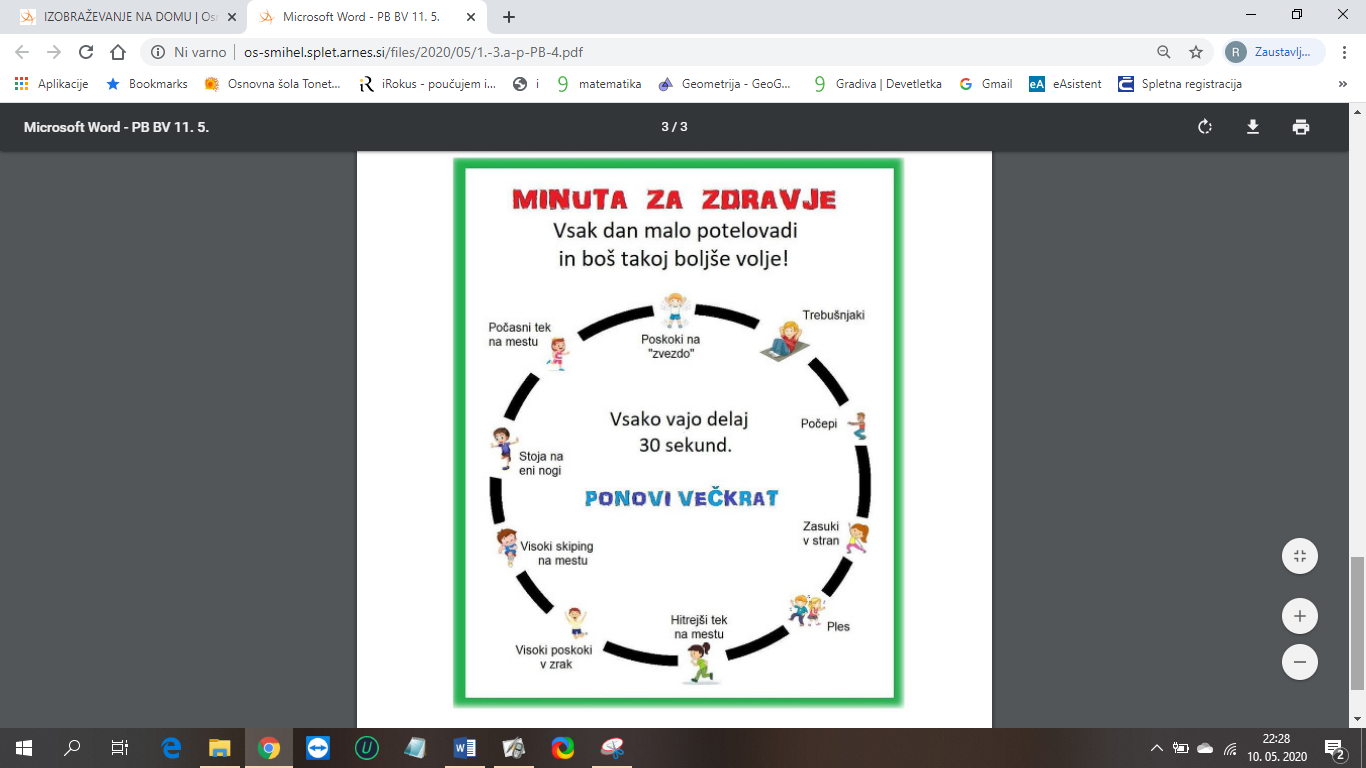 IZOBRAŽEVANJE NA DOMU | Os
Microsoft Word - PB BV 11. 5.
Ni varno
os-smihel.splet.arnes.si/files/2020/05/1.-3.a-p-PB-4.pdf
R
Zaustavlj...
Aplikacije
Bookmarks
Osnovna šola Tonet...
iRokus - poučujem i...
i
matematika
Geometrija - GeoG...
Gradiva | Devetletka
Gmail
eAsistent
Spletna registracija
»
Microsoft Word - PB BV 11. 5.
3 / 3
MINUTA ZA ZDRAVJE
Vsak dan malo potelovadi
in boš takoj boljše volje!
Poskoki na
"zvezdo"
Trebušnjaki
Počepi
Zasuki
v stran
Ples
Hitrejši tek
na mestu
Visoki poskoki
v zrak
Visoki skiping
na mestu
Stoja na
eni nogi
Počasni tek
na mestu
Vsako vajo delaj
30 sekund.
PONOVI VEČKRAT
22:28
10. 05. 2020
2